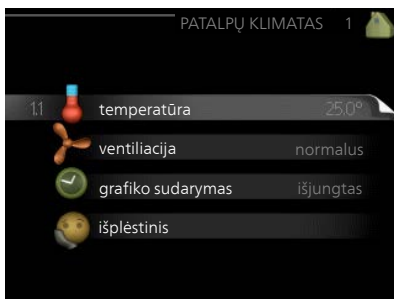 PATALPŲ KLIMATAS 1
1.1 temperatūra 25.0°
ventiliacija normalus
grafiko sudarymas išjungtas
išplėstinis